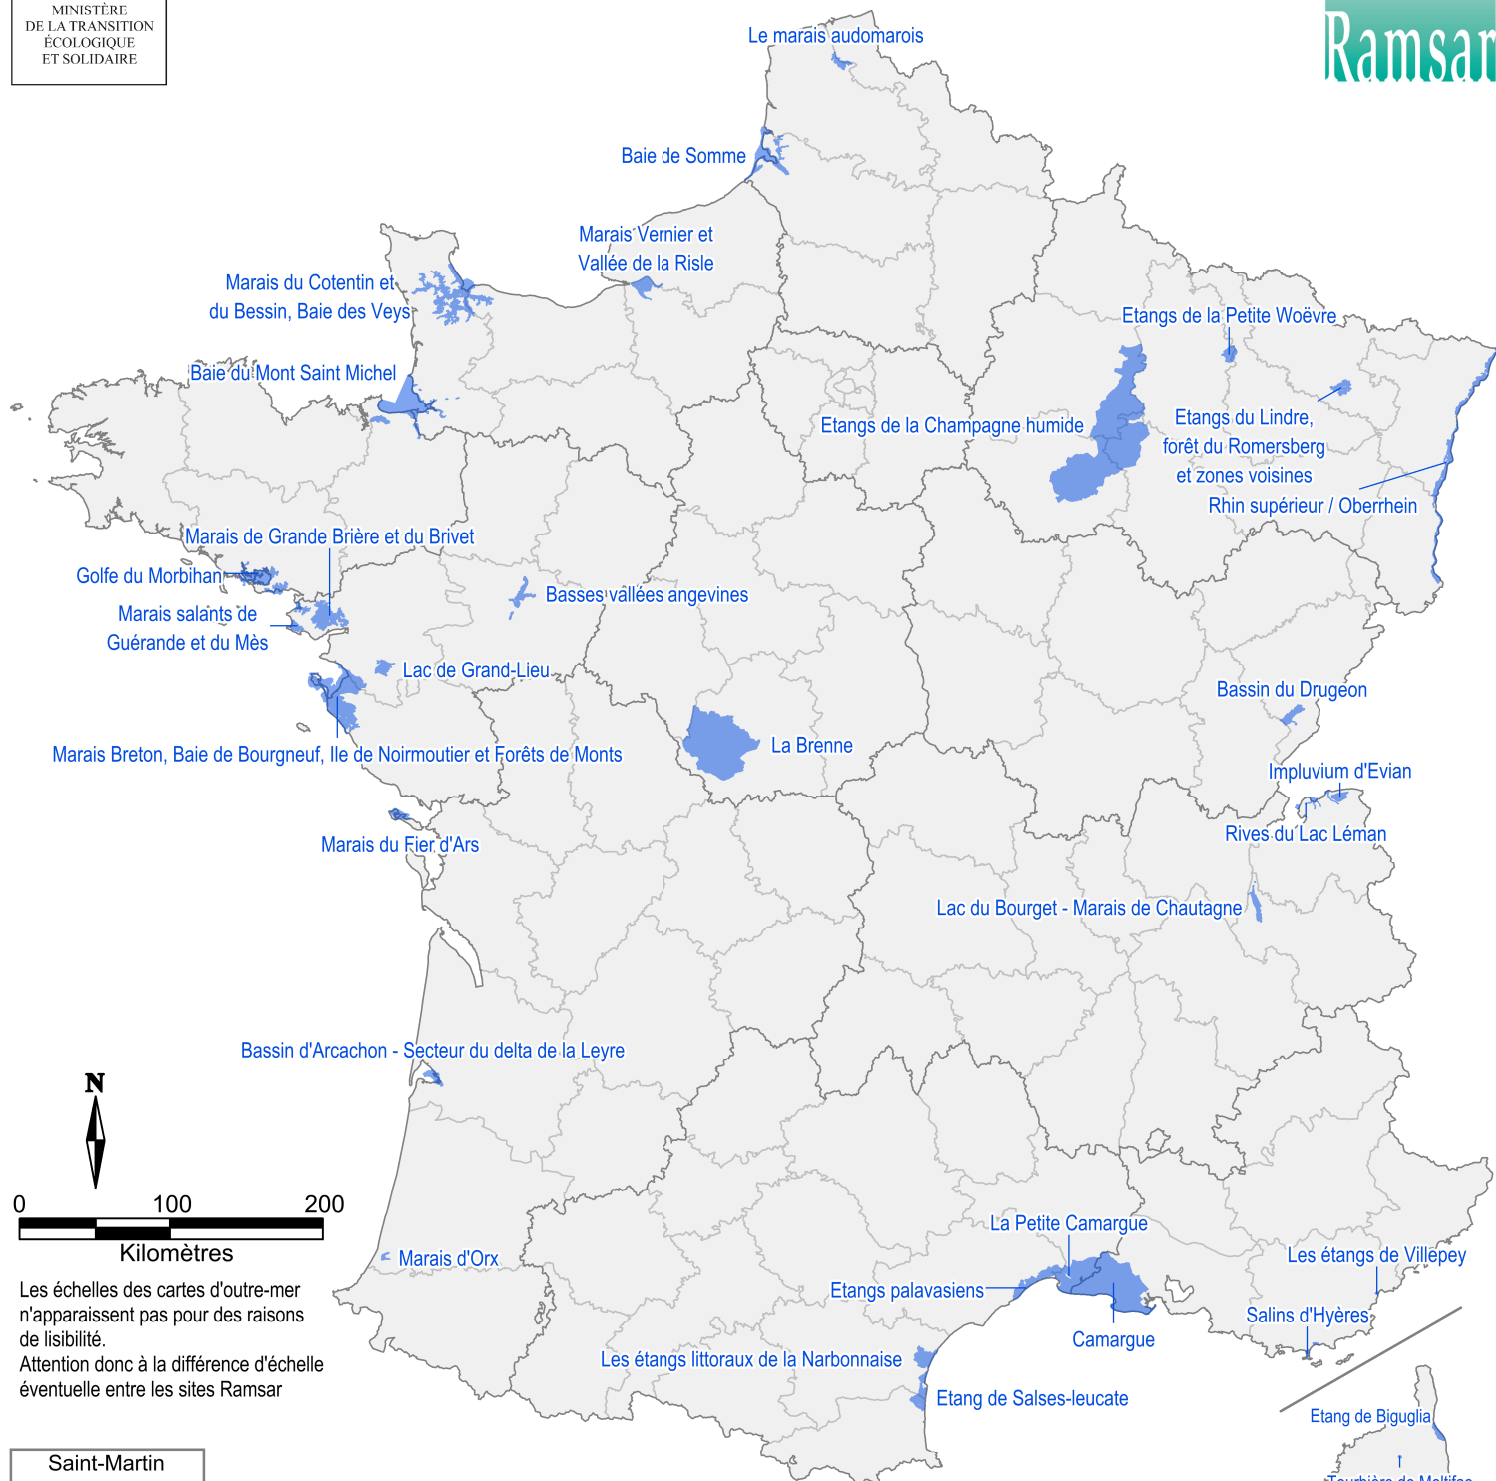 MINISTÈRE
DE LA TRANSITION
ÉCOLOGIQUE
ET SOLIDAIRE
Ramsar
Le marais audomarois
Baie de Somme
Marais Vernier et
Vallée de la Risle
Marais du Cotentin et
du Bessin, Baie des Veys
Etangs de la Petite Woëvre
Baie du Mont Saint Michel
Etangs de la Champagne humide
Etangs du Lindre,
forêt du Romersberg
et zones voisines
Rhin supérieur / Oberrhein
Marais de Grande Brière et du Brivet
Golfe du Morbihan
Basses vallées angevines
Marais salants de
Guérande et du Mès
Lac de Grand-Lieu
Bassin du Drugeon
Marais Breton, Baie de Bourgneuf, Ile de Noirmoutier et Forêts de Monts
La Brenne
Impluvium d'Evian
Marais du Fier d'Ars
Rives du Lac Léman
Lac du Bourget - Marais de Chautagne
Bassin d'Arcachon - Secteur du delta de la Leyre
N
0 100 200
Kilomètres
La Petite Camargue
Marais d'Orx
Les étangs de Villepey
Etangs palavasiens
Salins d'Hyères
Camargue
Les échelles des cartes d'outre-mer
n'apparaissent pas pour des raisons
de lisibilité.
Attention donc à la différence d'échelle
éventuelle entre les sites Ramsar
Les étangs littoraux de la Narbonnaise
Etang de Salses-leucate
Etang de Biguglia
Saint-Martin
Tourbière de Moltifao